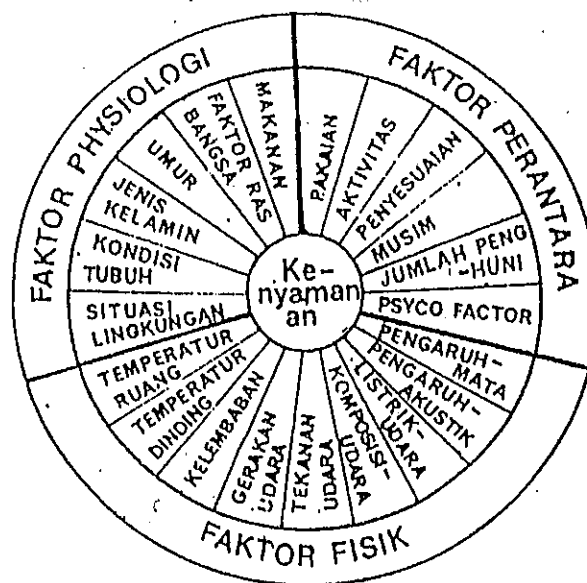 FAKTOR PHYSIOLOGI
FAKTOR PERANTARA
FAKTOR FISIK
Ke-
nyaman
an
MAKANAN
FAKTOR RAS
BANGSA
UMUR
JENIS
KELAMIN
KONDISI
TUBUH
SITUASI
LINGKUNGAN
PAKAIAN
AKTIVITAS
PENYESUAIAN
MUSIM
JUMLAH PENG
-HUNI
PSYCO FACTOR
PENGARUH-
MATA
PENGARUH-
AKUSTIK
LISTRIK-
UDARA
KOMPOSISI-
UDARA
TEKANAN
UDARA
GERAKAN
UDARA
KELEMBABAN
TEMPERATUR
DINDING
TEMPERATUR
RUANG